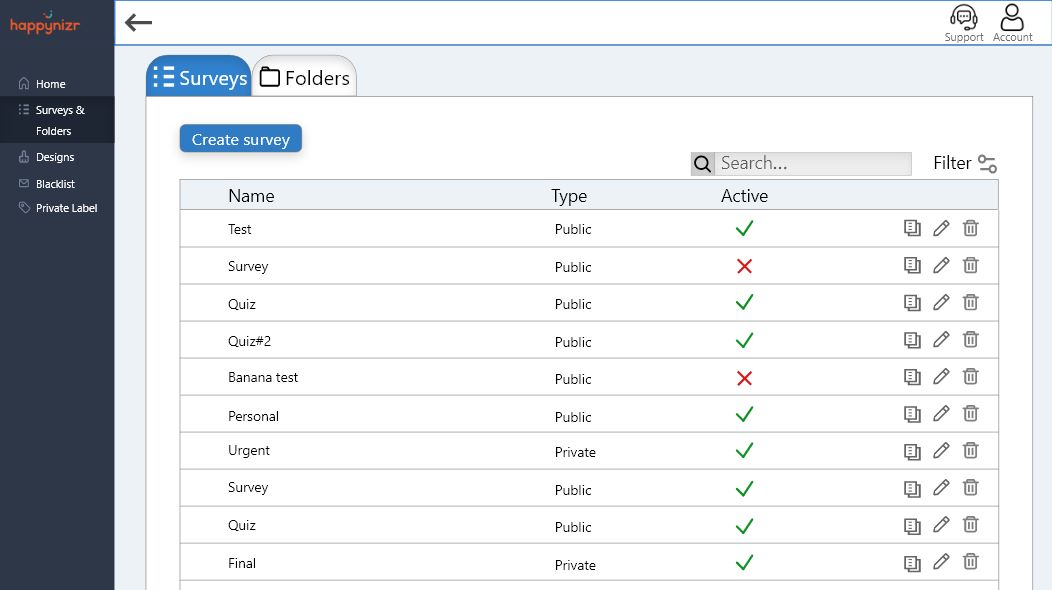 happynizr
Support Account
Home
Surveys &
Folders
Designs
Blacklist
Private Label
Surveys Folders
Create survey
Search... Filter
Name Type Active
Test Public
Survey Public
Quiz Public
Quiz#2 Public
Banana test Public
Personal Public
Urgent Private
Survey Public
Quiz Public
Final Private